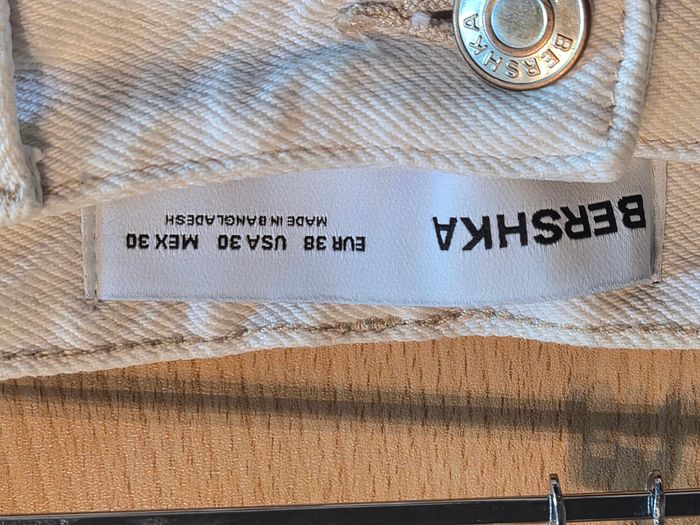 BERSHKA
BERSHKA
EUR 38 USA 30 MEX 30
MADE IN BANGLADESH